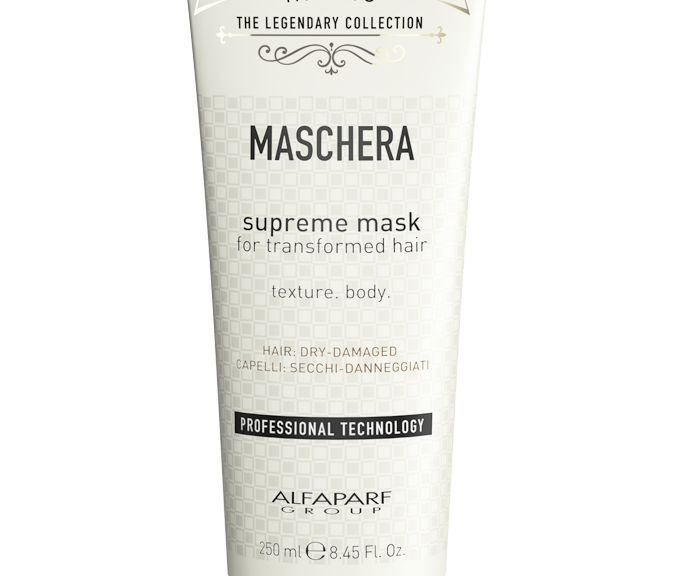 THE LEGENDARY COLLECTION
MASCHERA
supreme mask
for transformed hair
texture. body.
HAIR: DRY-DAMAGED
CAPELLI: SECCHI-DANNEGGIATI
PROFESSIONAL TECHNOLOGY
ALFAPARF
GROUP
250 ml ℮ 8.45 Fl. Oz.